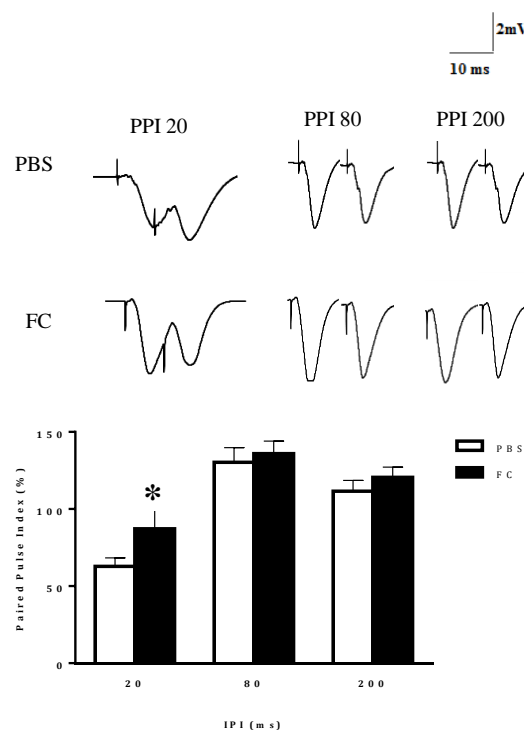 2mV
10 ms
PPI 20 PPI 80 PPI 200
PBS
FC
150
100
50
0
Paired Pulse Index (%)
*
PBS
FC
20 80 200
IPI (ms)